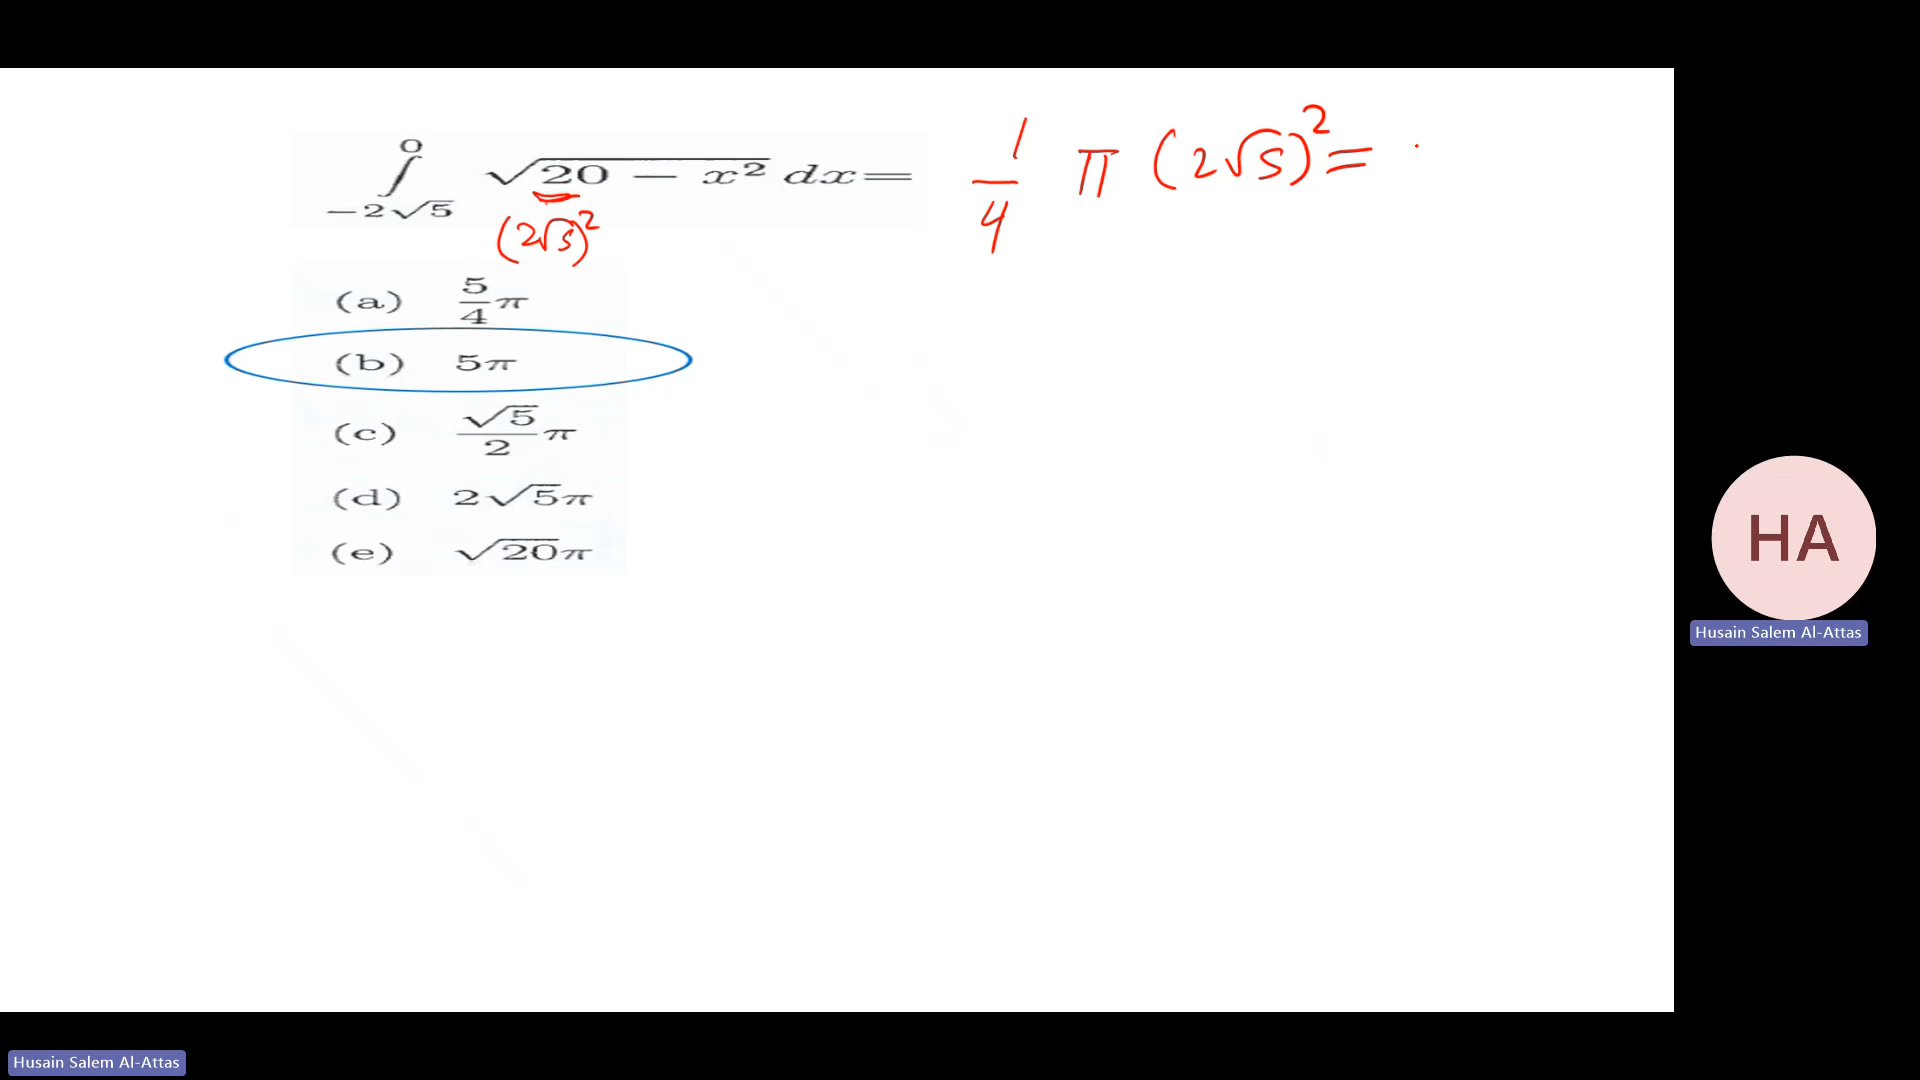 ∫_{-2√5}^{0} √(20 − x²) dx = 1/4 π (2√5)² =
(2√5)²
(a) 5/4 π
(b) 5π
(c) √5/2 π
(d) 2√5π
(e) √20π
HA
Husain Salem Al-Attas
Husain Salem Al-Attas